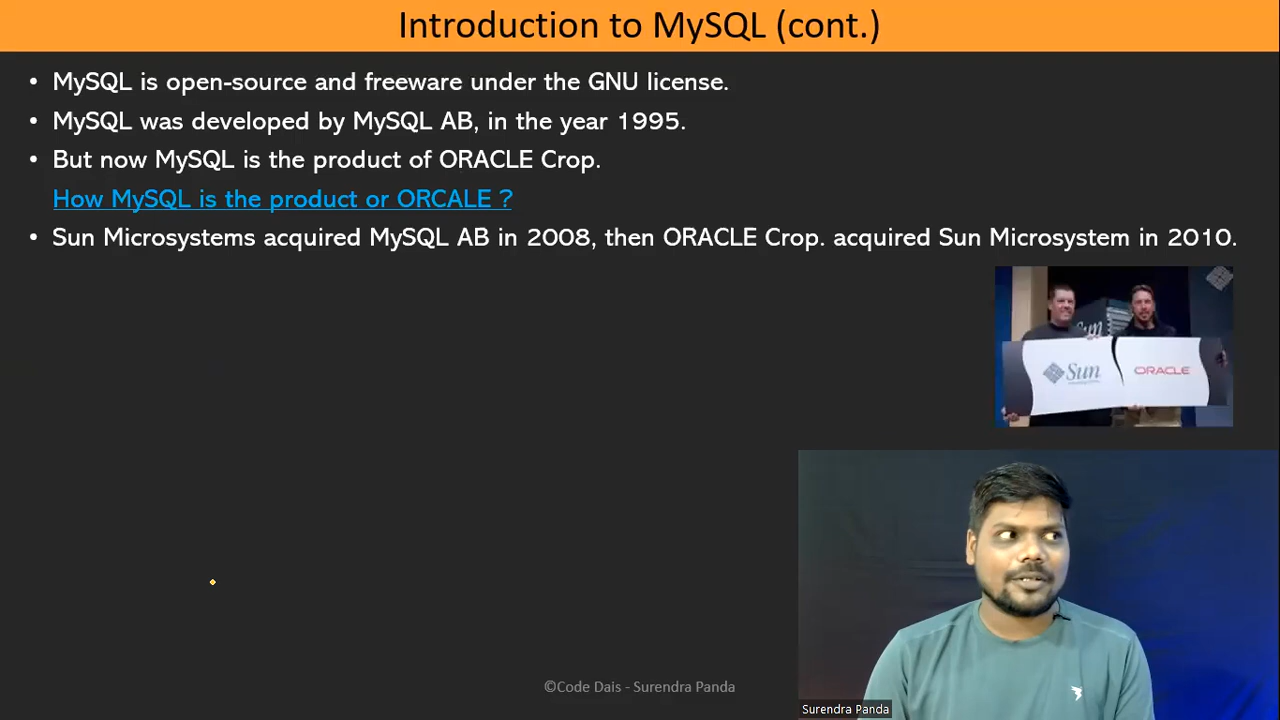 Introduction to MySQL (cont.)
• MySQL is open-source and freeware under the GNU license.
• MySQL was developed by MySQL AB, in the year 1995.
• But now MySQL is the product of ORACLE Crop.
How MySQL is the product or ORCALE ?
• Sun Microsystems acquired MySQL AB in 2008, then ORACLE Crop. acquired Sun Microsystem in 2010.
Sun
Sun
ORACLE
©Code Dais - Surendra Panda
Surendra Panda